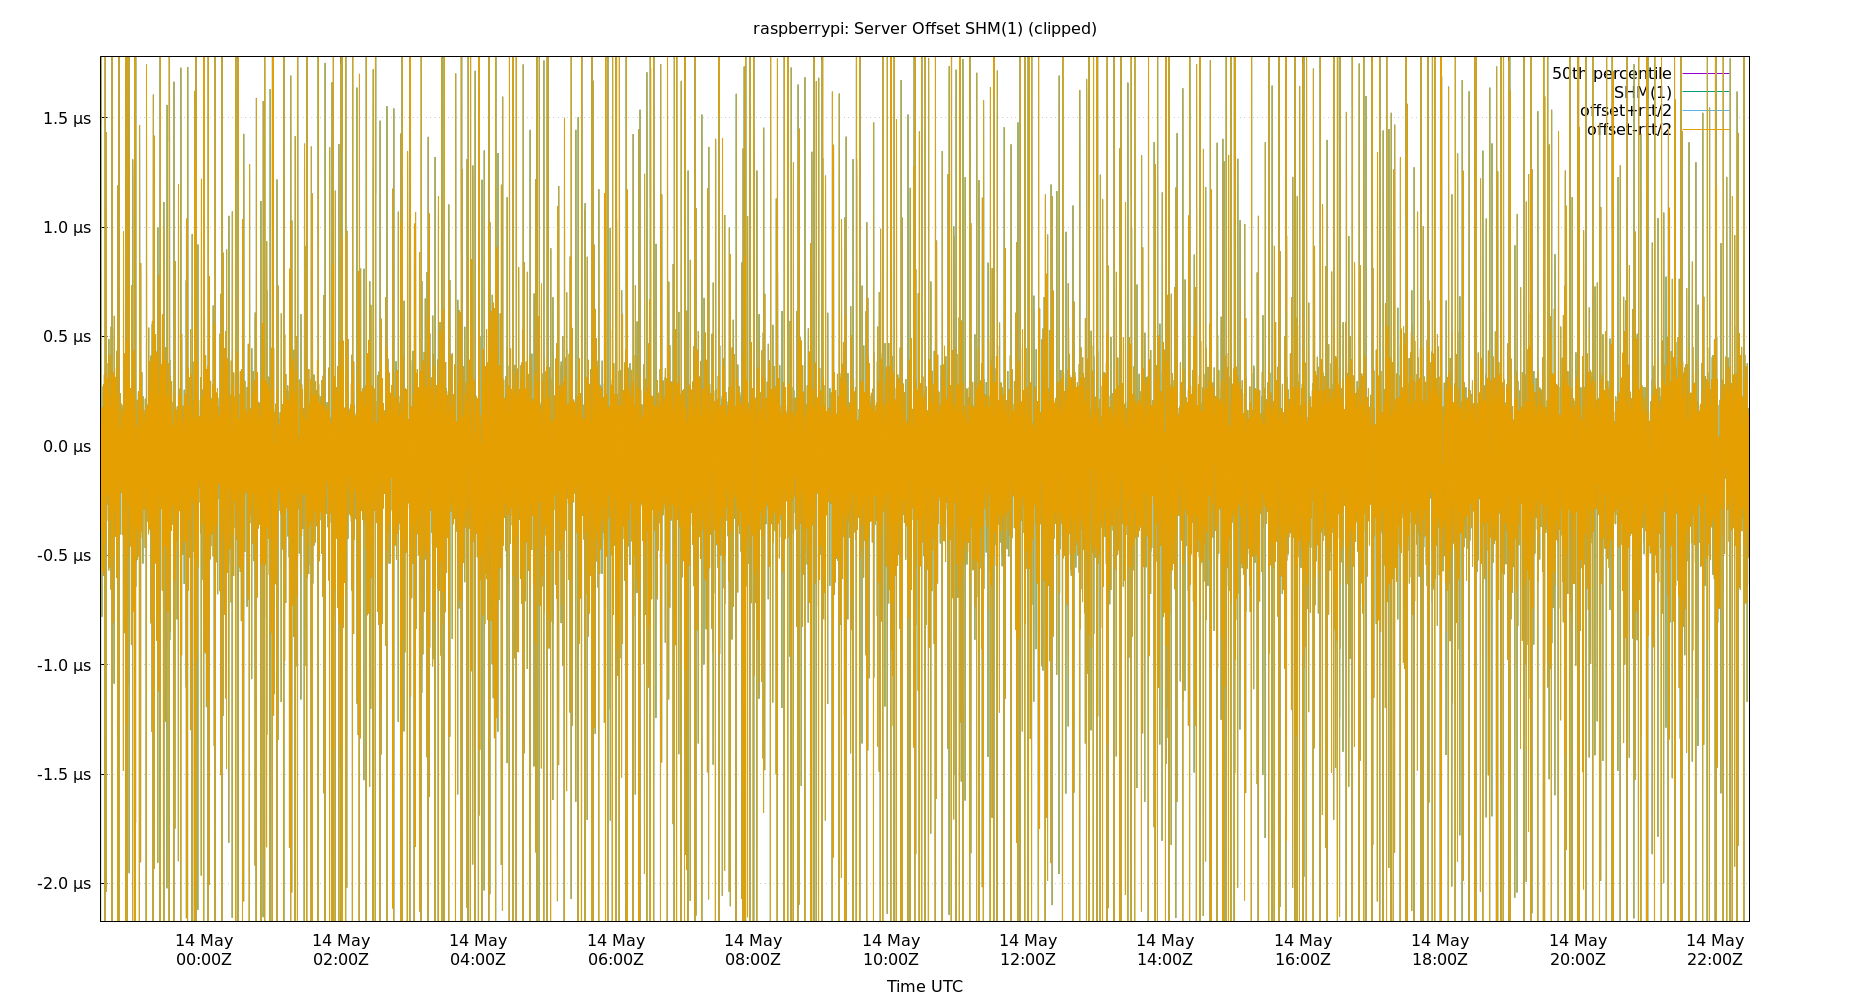 raspberrypi: Server Offset SHM(1) (clipped)
50th percentile
SHM(1)
offset+rtt/2
offset-rtt/2
1.5 µs
1.0 µs
0.5 µs
0.0 µs
-0.5 µs
-1.0 µs
-1.5 µs
-2.0 µs
14 May 14 May 14 May 14 May 14 May 14 May 14 May 14 May 14 May 14 May 14 May 14 May
00:00Z 02:00Z 04:00Z 06:00Z 08:00Z 10:00Z 12:00Z 14:00Z 16:00Z 18:00Z 20:00Z 22:00Z
Time UTC